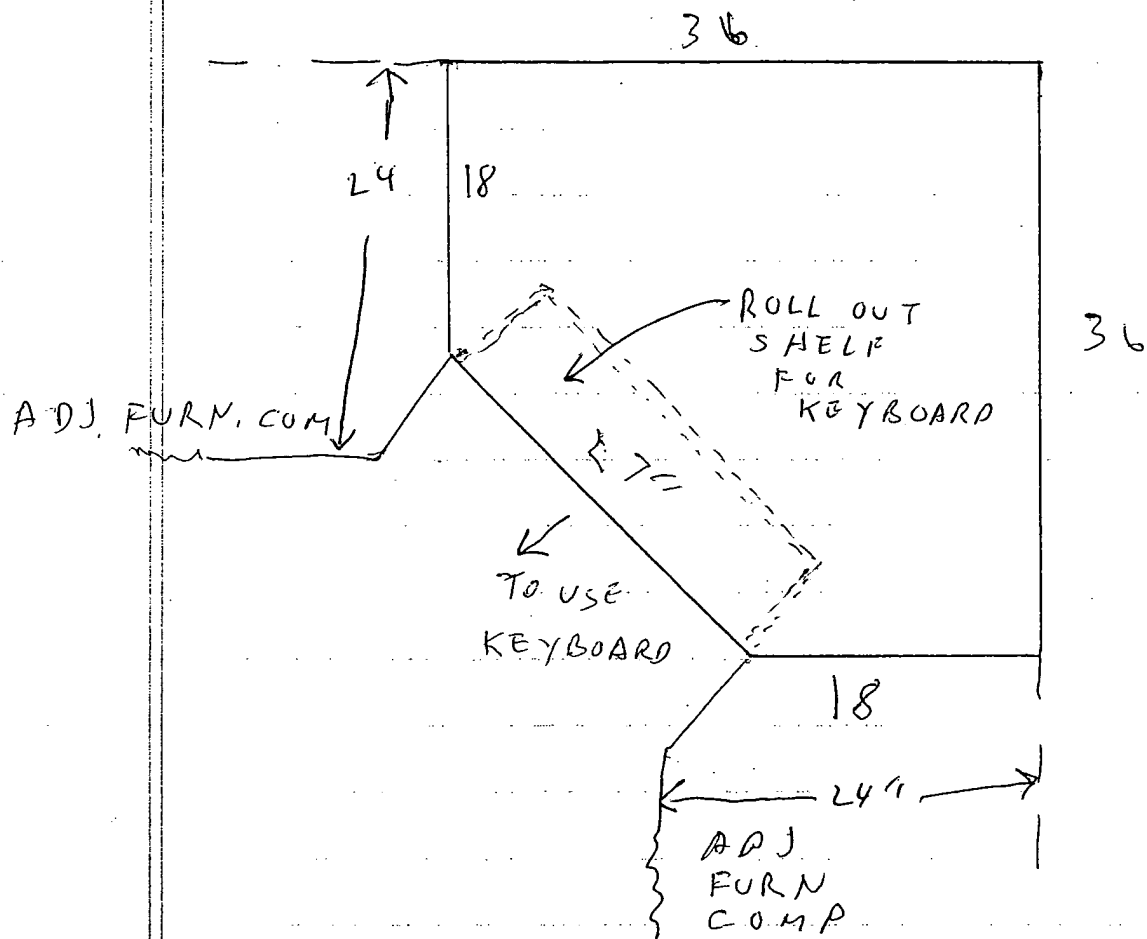 36
24
18
ROLL OUT
SHELF
FOR
KEYBOARD
36
ADJ. FURN. COM
TO USE
KEYBOARD
18
24"
ADJ
FURN
COMP